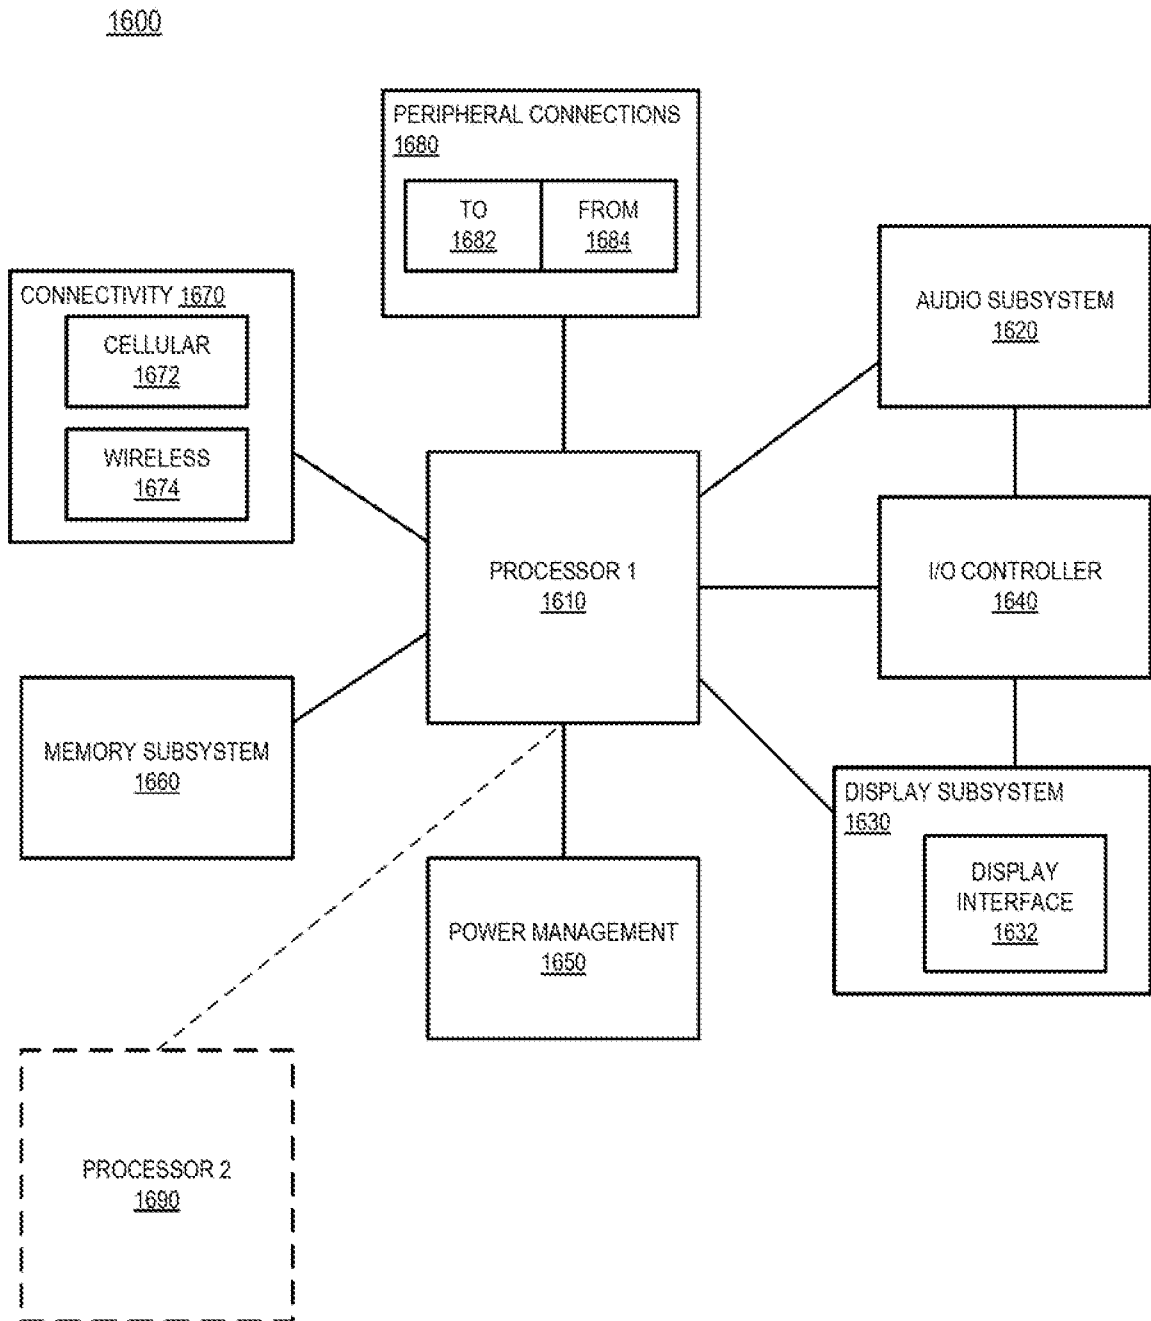 1600
PERIPHERAL CONNECTIONS
1680
TO
1682
FROM
1684
CONNECTIVITY 1670
CELLULAR
1672
WIRELESS
1674
AUDIO SUBSYSTEM
1620
PROCESSOR 1
1610
I/O CONTROLLER
1640
MEMORY SUBSYSTEM
1660
DISPLAY SUBSYSTEM
1630
DISPLAY
INTERFACE
1632
POWER MANAGEMENT
1650
PROCESSOR 2
1690